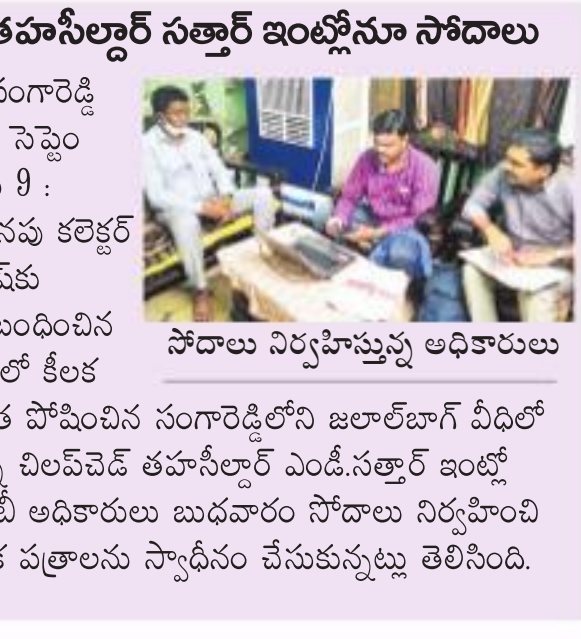 తహసీల్దార్ సత్తార్ ఇంట్లోనూ సోదాలు
సంగారెడ్డి
సెప్టెం
9 :
నపు కలెక్టర్
ష్‌కు
బంధించిన
లో కీలక
సోదాలు నిర్వహిస్తున్న అధికారులు
త పోషించిన సంగారెడ్డిలోని జలాల్‌బాగ్ వీధిలో
న్న చిలప్‌చెడ్ తహసీల్దార్ ఎండీ.సత్తార్ ఇంట్లో
బీ అధికారులు బుధవారం సోదాలు నిర్వహించి
క పత్రాలను స్వాధీనం చేసుకున్నట్లు తెలిసింది.